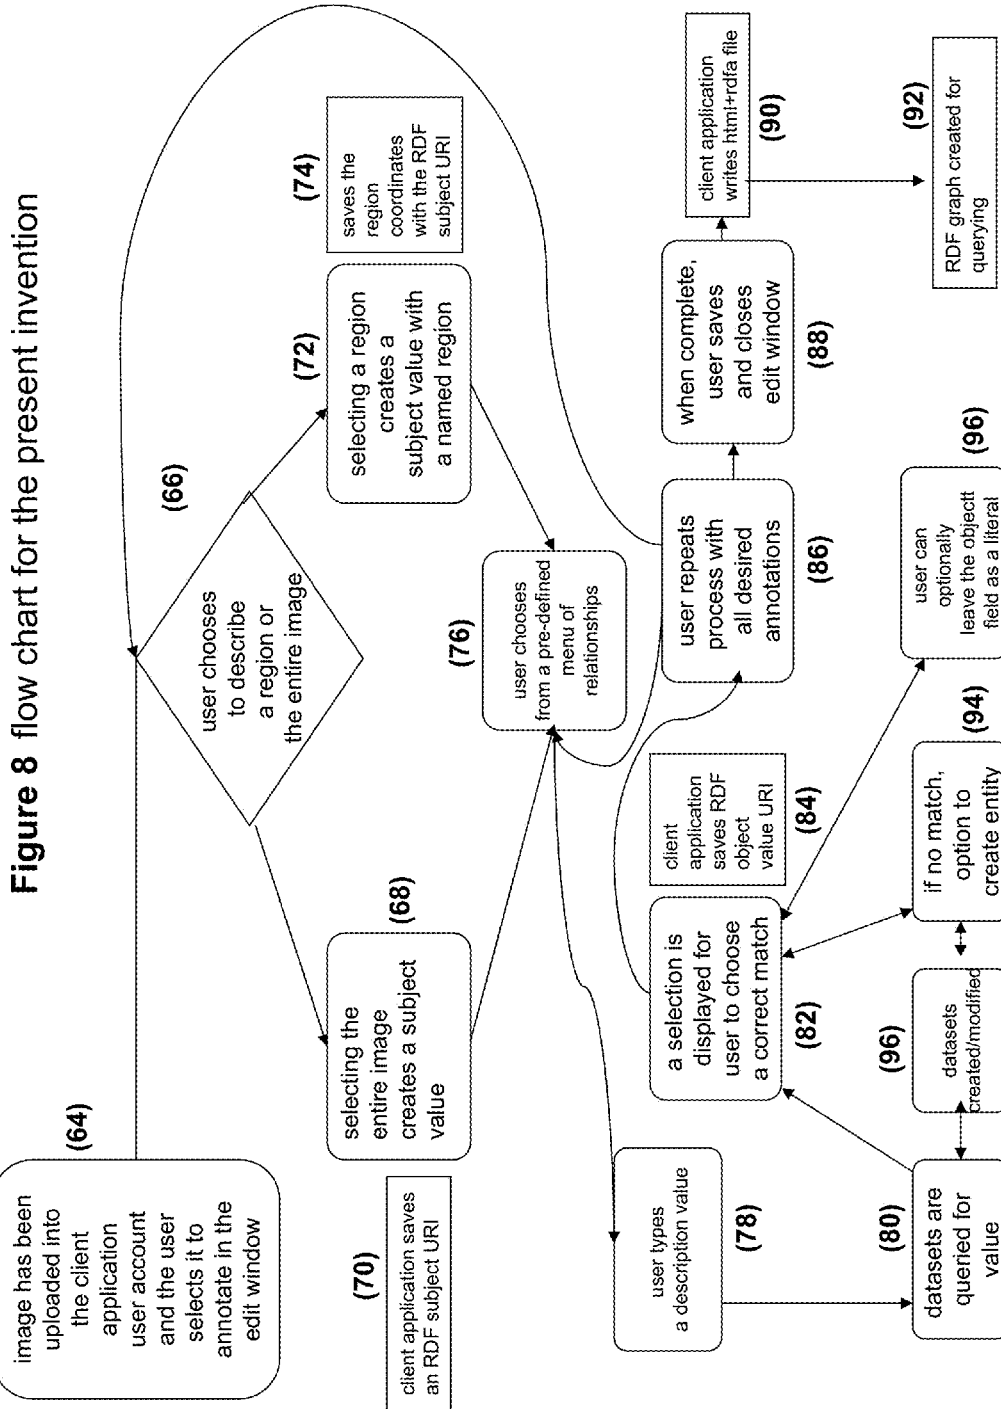 Figure 8 flow chart for the present invention
image has been
uploaded into
the client
application
user account
and the user
selects it to
annotate in the
edit window
(64)
user chooses
to describe
a region or
the entire image
(66)
selecting the
entire image
creates a subject
value
(68)
client application saves
an RDF subject URI
(70)
selecting a region
creates a
subject value with
a named region
(72)
saves the
region
coordinates
with the RDF
subject URI
(74)
user chooses
from a pre-defined
menu of
relationships
(76)
user types
a description value
(78)
datasets are
queried for
value
(80)
a selection is
displayed for
user to choose
a correct match
(82)
client
application
saves RDF
object
value URI
(84)
user repeats
process with
all desired
annotations
(86)
when complete,
user saves
and closes
edit window
(88)
client application
writes html+rdfa file
(90)
RDF graph created for
querying
(92)
datasets
created/modified
(96)
if no match,
option to
create entity
(94)
user can
optionally
leave the objectt
field as a literal
(96)